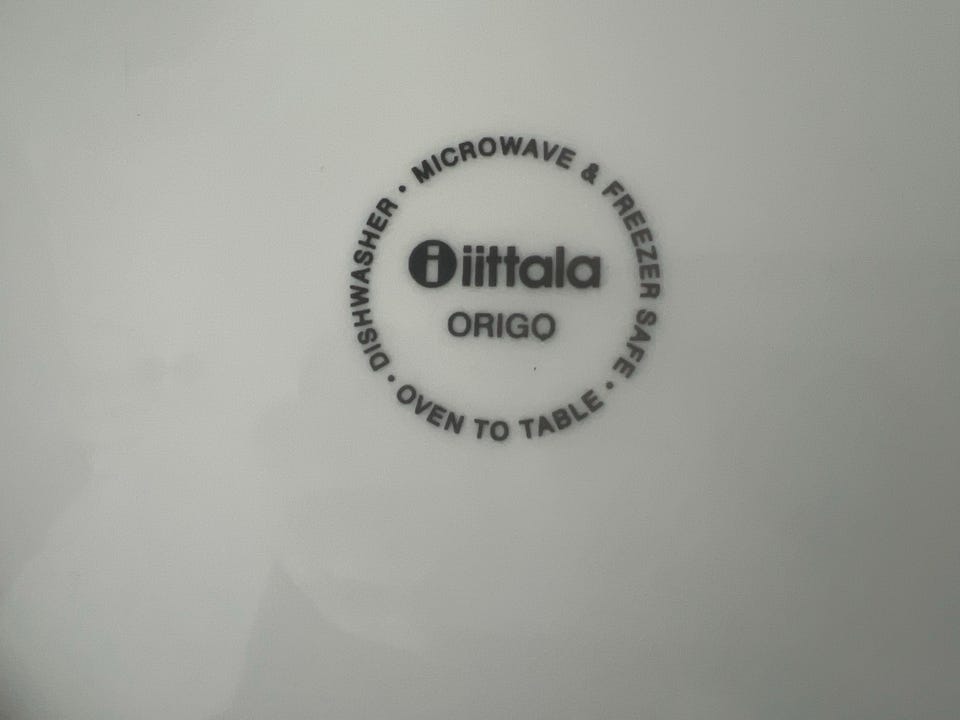 DISHWASHER • MICROWAVE & FREEZER SAFE • OVEN TO TABLE •
i iittala
ORIGO